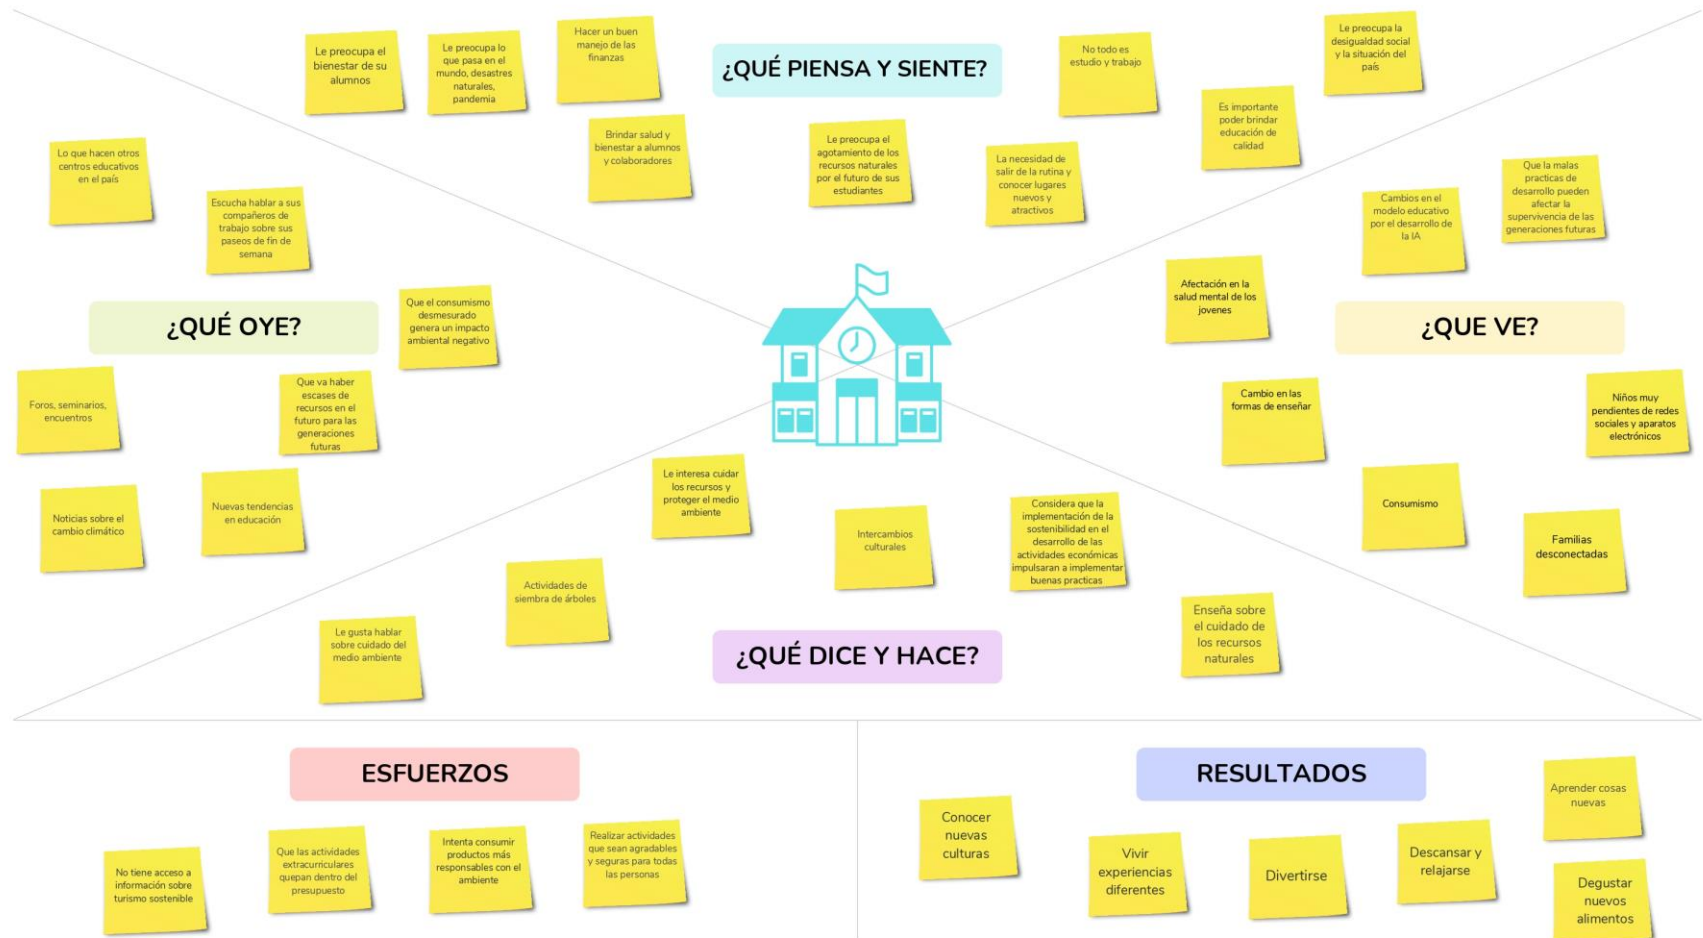 ¿QUÉ PIENSA Y SIENTE?
Le preocupa el
bienestar de su
alumnos
Le preocupa lo
que pasa en el
mundo, desastres
naturales,
pandemia
Hacer un buen
manejo de las
finanzas
Brindar salud y
bienestar a alumnos
y colaboradores
Le preocupa el
agotamiento de los
recursos naturales
por el futuro de sus
estudiantes
La necesidad de
salir de la rutina y
conocer lugares
nuevos y
atractivos
No todo es
estudio y trabajo
Es importante
poder brindar
educación de
calidad
Le preocupa la
desigualdad social
y la situación del
país
¿QUÉ OYE?
Lo que hacen otros
centros educativos
en el país
Escucha hablar a sus
compañeros de
trabajo sobre sus
paseos de fin de
semana
Que el consumismo
desmesurado
genera un impacto
ambiental negativo
Foros, seminarios,
encuentros
Que va haber
escases de
recursos en el
futuro para las
generaciones
futuras
Noticias sobre el
cambio climático
Nuevas tendencias
en educación
¿QUE VE?
Cambios en el
modelo educativo
por el desarrollo de
la IA
Que la malas
practicas de
desarrollo pueden
afectar la
supervivencia de las
generaciones futuras
Afectación en la
salud mental de los
jovenes
Cambio en las
formas de enseñar
Niños muy
pendientes de redes
sociales y aparatos
electrónicos
Consumismo
Familias
desconectadas
¿QUÉ DICE Y HACE?
Le interesa cuidar
los recursos y
proteger el medio
ambiente
Intercambios
culturales
Considera que la
implementación de la
sostenibilidad en el
desarrollo de las
actividades económicas
impulsaran a implementar
buenas practicas
Actividades de
siembra de árboles
Le gusta hablar
sobre cuidado del
medio ambiente
Enseña sobre
el cuidado de
los recursos
naturales
ESFUERZOS
No tiene acceso a
información sobre
turismo sostenible
Que las actividades
extracurriculares
quepan dentro del
presupuesto
Intenta consumir
productos más
responsables con el
ambiente
Realizar actividades
que sean agradables
y seguras para todas
las personas
RESULTADOS
Conocer
nuevas
culturas
Vivir
experiencias
diferentes
Divertirse
Descansar y
relajarse
Aprender cosas
nuevas
Degustar
nuevos
alimentos